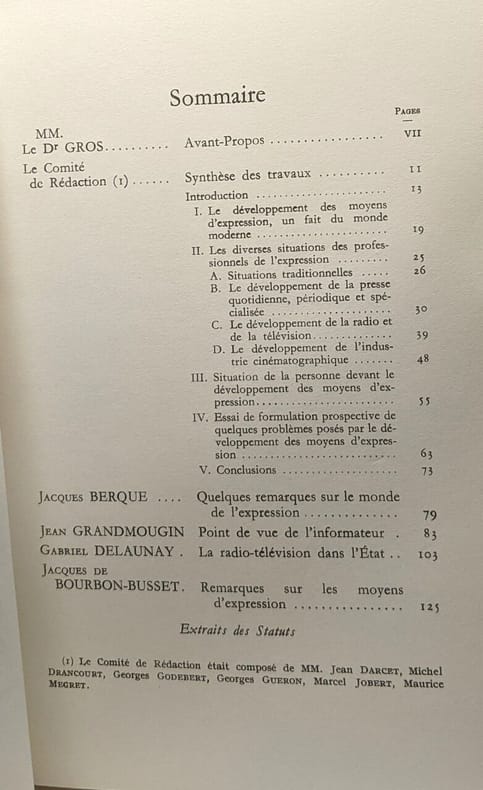 Sommaire
PAGES
MM.
Le Dr GROS.......... Avant-Propos ................. VII
Le Comité
de Rédaction (1) ...... Synthèse des travaux .......... 11
Introduction ...................... 13
I. Le développement des moyens
d'expression, un fait du monde
moderne ...................... 19
II. Les diverses situations des profes-
sionnels de l'expression ......... 25
A. Situations traditionnelles ..... 26
B. Le développement de la presse
quotidienne, périodique et spé-
cialisée ..................... 30
C. Le développement de la radio et
de la télévision.............. 39
D. Le développement de l'indus-
trie cinématographique ....... 48
III. Situation de la personne devant le
développement des moyens d'ex-
pression....................... 55
IV. Essai de formulation prospective de
quelques problèmes posés par le dé-
veloppement des moyens d'expres-
sion .......................... 63
V. Conclusions ................... 73
JACQUES BERQUE .... Quelques remarques sur le monde
de l'expression .............. 79
JEAN GRANDMOUGIN Point de vue de l'informateur . 83
GABRIEL DELAUNAY . La radio-télévision dans l'État .. 103
JACQUES DE
BOURBON-BUSSET. Remarques sur les moyens
d'expression ................ 125
Extraits des Statuts
(1) Le Comité de Rédaction était composé de MM. Jean DARCET, Michel
DRANCOURT, Georges GODEBERT, Georges GUERON, Marcel JOBERT, Maurice
MEGRET.